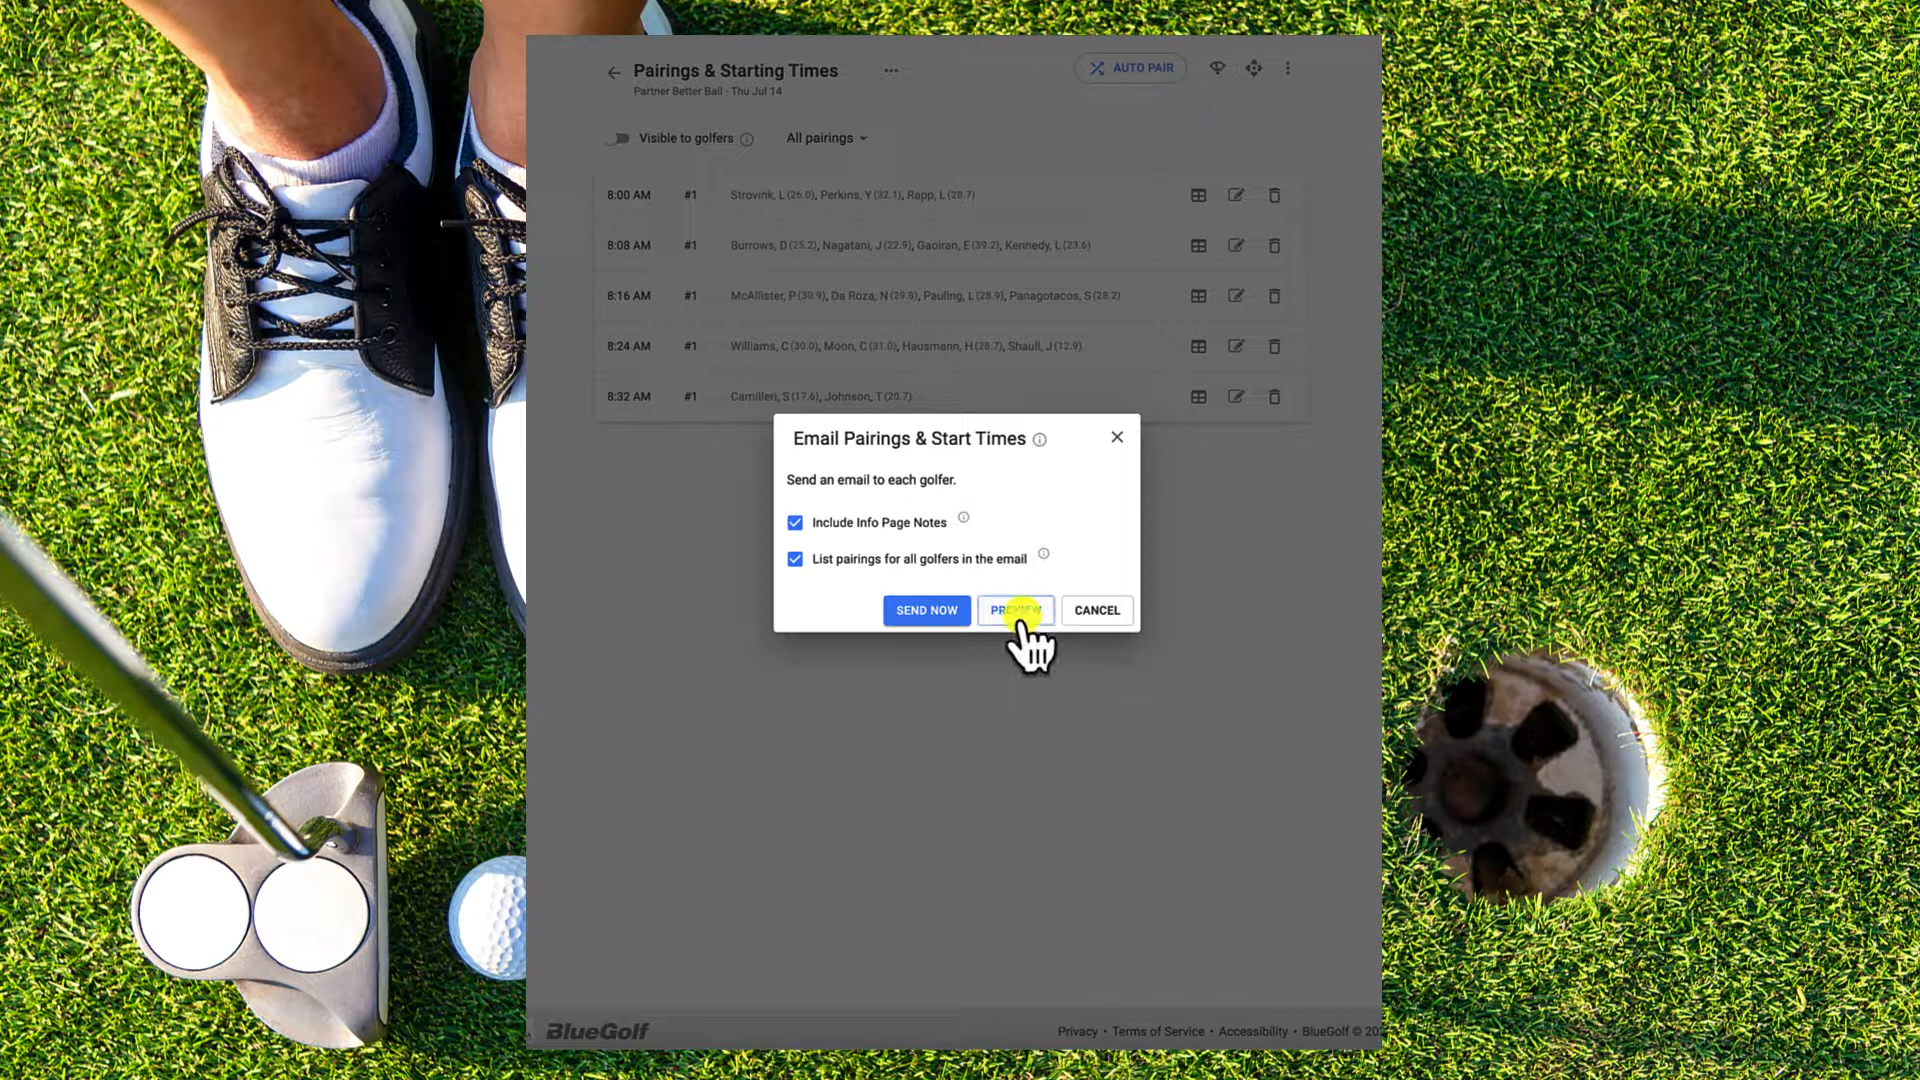 Pairings & Starting Times
AUTO PAIR
Partner Better Ball - Thu Jul 14
Visible to golfers All pairings
8:00 AM #1 Strovink, L (26.0), Perkins, Y (32.1), Rapp, L (28.7)
8:08 AM #1 Burrows, D (25.2), Nagatani, J (22.9), Gaoiran, E (39.2), Kennedy, L (23.6)
8:16 AM #1 McAllister, P (30.9), Da Roza, N (29.5), Pauling, L (28.9), Panagotacos, S (28.2)
8:24 AM #1 Williams, C (30.0), Moon, C (31.0), Hausmann, H (28.7), Shaull, J (12.9)
8:32 AM #1 Camilleri, S (17.6), Johnson, T (20.7)
Email Pairings & Start Times
Send an email to each golfer.
Include Info Page Notes
List pairings for all golfers in the email
SEND NOW PREVIEW CANCEL
BlueGolf Privacy • Terms of Service • Accessibility • BlueGolf ©